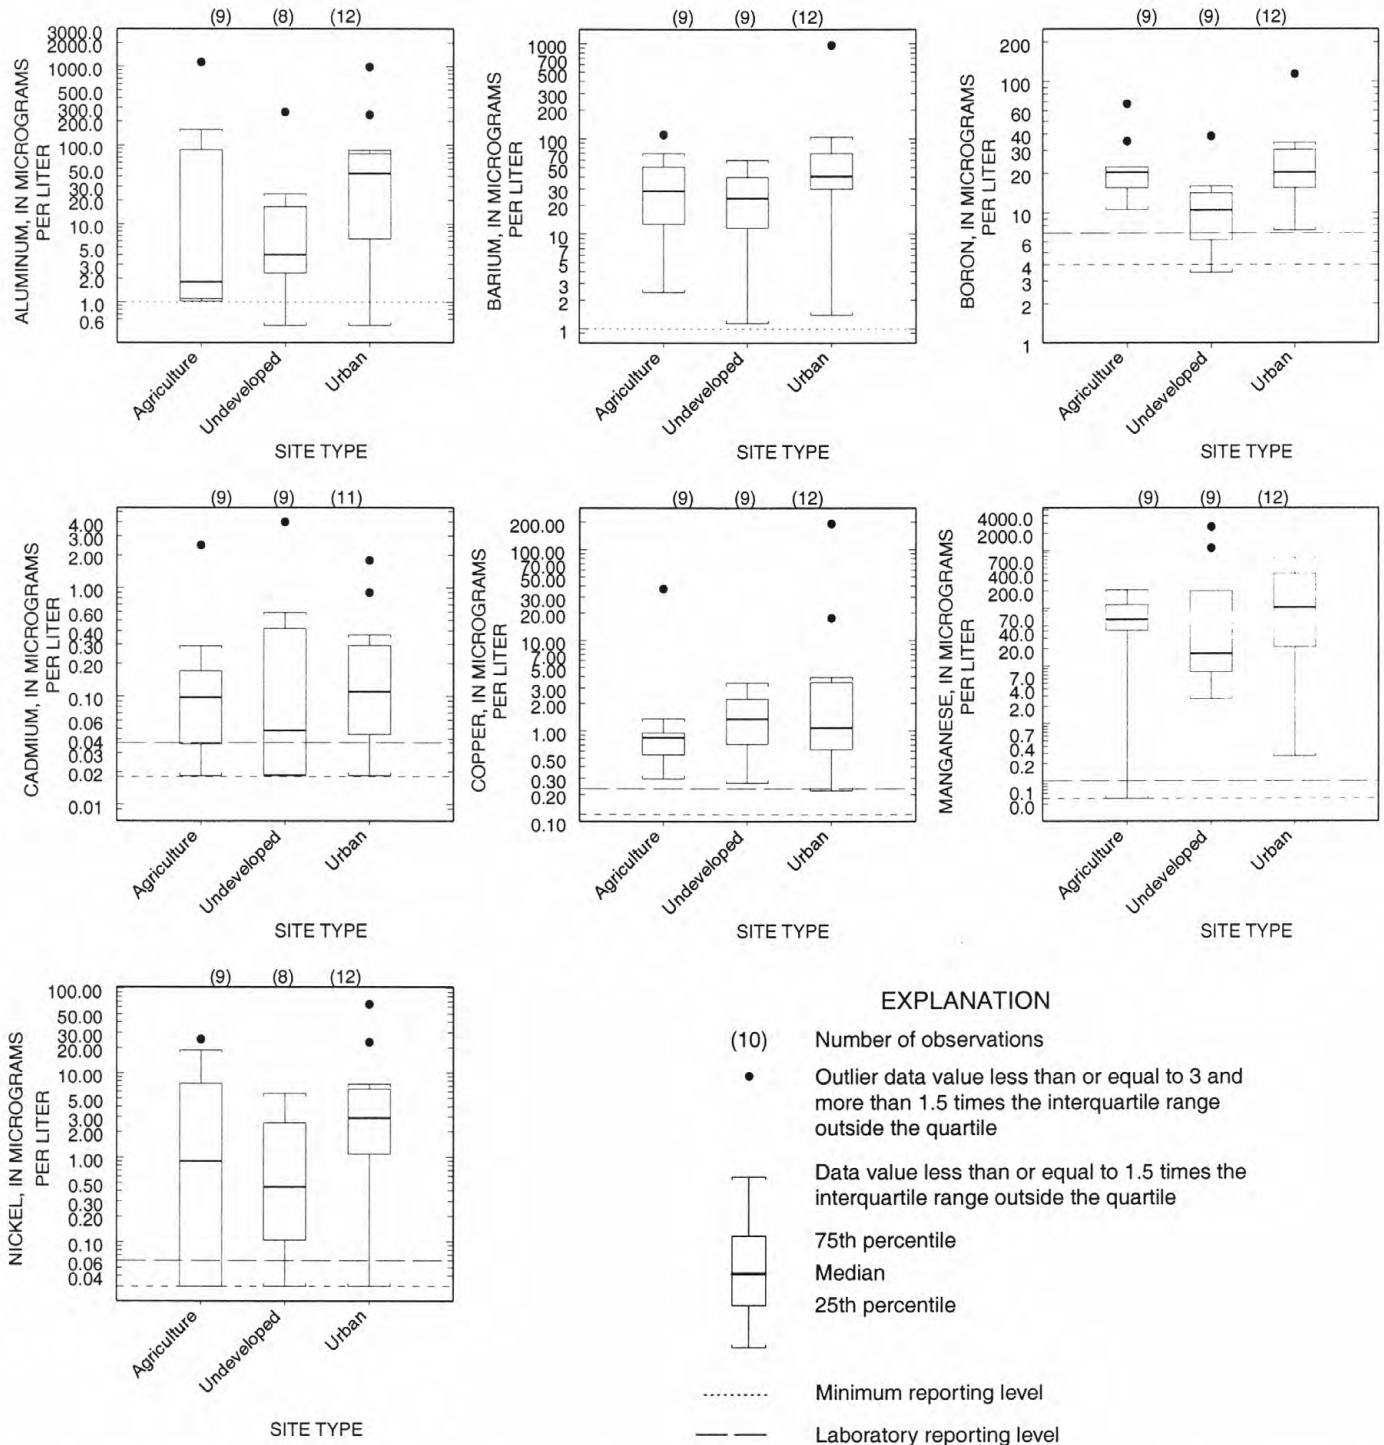 (9) (8) (12)
3000.0
2000.0
1000.0
500.0
300.0
200.0
100.0
50.0
30.0
20.0
10.0
5.0
3.0
2.0
1.0
0.6
ALUMINUM, IN MICROGRAMS
PER LITER
Agriculture
Undeveloped
Urban
SITE TYPE
(9) (9) (12)
1000
700
500
300
200
100
70
50
30
20
10
7
5
3
2
1
BARIUM, IN MICROGRAMS
PER LITER
Agriculture
Undeveloped
Urban
SITE TYPE
(9) (9) (12)
200
100
60
40
30
20
10
6
4
3
2
1
BORON, IN MICROGRAMS
PER LITER
Agriculture
Undeveloped
Urban
SITE TYPE
(9) (9) (11)
4.00
3.00
2.00
1.00
0.60
0.40
0.30
0.20
0.10
0.06
0.04
0.03
0.02
0.01
CADMIUM, IN MICROGRAMS
PER LITER
Agriculture
Undeveloped
Urban
SITE TYPE
(9) (9) (12)
200.00
100.00
70.00
50.00
30.00
20.00
10.00
7.00
5.00
3.00
2.00
1.00
0.50
0.30
0.20
0.10
COPPER, IN MICROGRAMS
PER LITER
Agriculture
Undeveloped
Urban
SITE TYPE
(9) (9) (12)
4000.0
2000.0
700.0
400.0
200.0
70.0
40.0
20.0
7.0
4.0
2.0
0.7
0.4
0.2
0.1
0.0
MANGANESE, IN MICROGRAMS
PER LITER
Agriculture
Undeveloped
Urban
SITE TYPE
(9) (8) (12)
100.00
50.00
30.00
20.00
10.00
5.00
3.00
2.00
1.00
0.50
0.30
0.20
0.10
0.06
0.04
NICKEL, IN MICROGRAMS
PER LITER
Agriculture
Undeveloped
Urban
SITE TYPE
EXPLANATION
(10) Number of observations
Outlier data value less than or equal to 3 and
more than 1.5 times the interquartile range
outside the quartile
Data value less than or equal to 1.5 times the
interquartile range outside the quartile
75th percentile
Median
25th percentile
Minimum reporting level
Laboratory reporting level